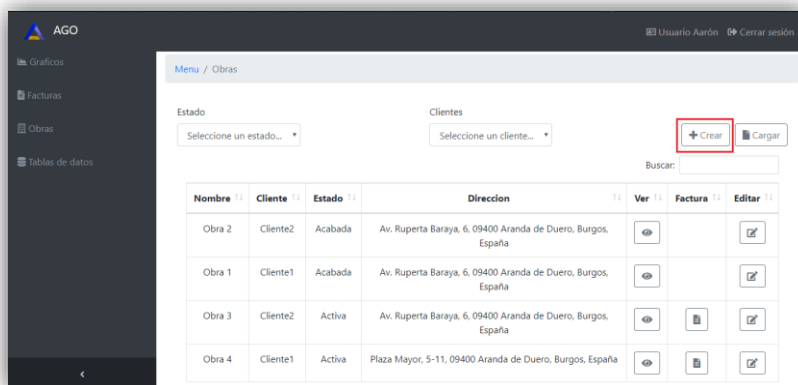 AGO
Usuario Aarón Cerrar sesión
Graficos
Facturas
Obras
Tablas de datos
Menu / Obras
Estado Clientes
Seleccione un estado... Seleccione un cliente... Crear Cargar
Buscar:
Nombre Cliente Estado Direccion Ver Factura Editar
Obra 2 Cliente2 Acabada Av. Ruperta Baraya, 6, 09400 Aranda de Duero, Burgos,
España
Obra 1 Cliente1 Acabada Av. Ruperta Baraya, 6, 09400 Aranda de Duero, Burgos,
España
Obra 3 Cliente2 Activa Av. Ruperta Baraya, 6, 09400 Aranda de Duero, Burgos,
España
Obra 4 Cliente1 Activa Plaza Mayor, 5-11, 09400 Aranda de Duero, Burgos, España